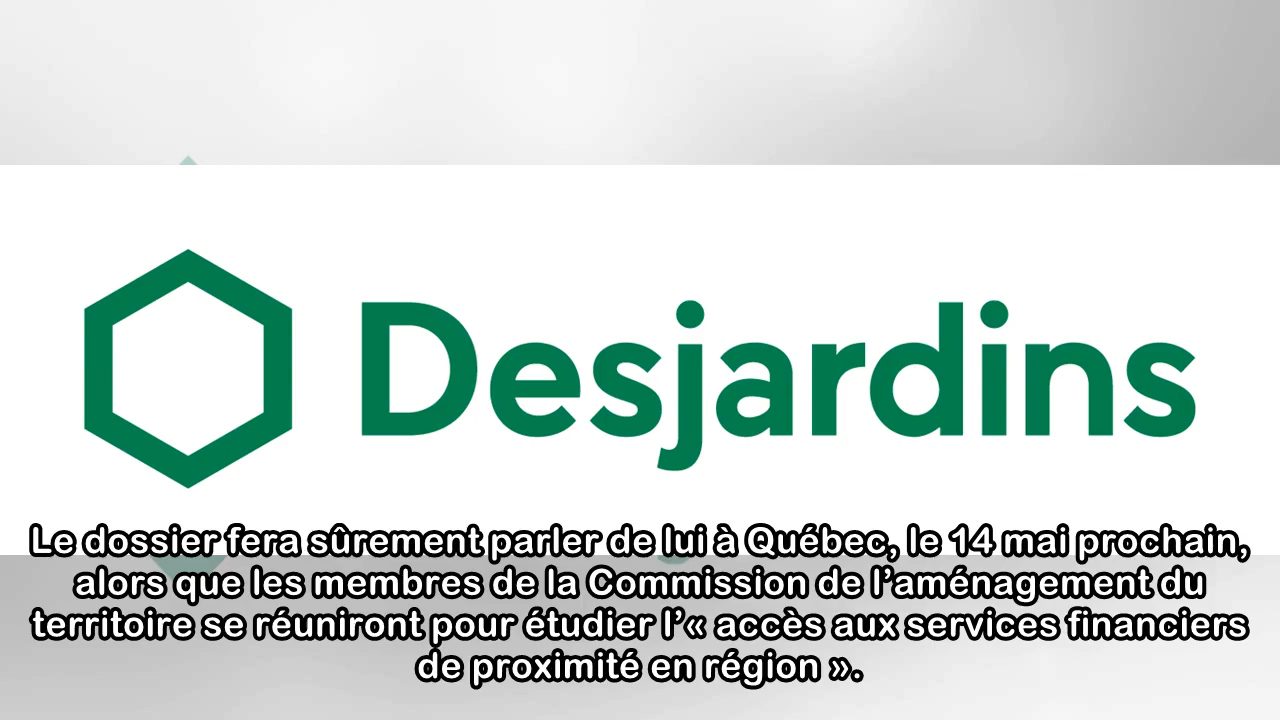 Desjardins
Le dossier fera sûrement parler de lui à Québec, le 14 mai prochain,
alors que les membres de la Commission de l’aménagement du
territoire se réuniront pour étudier l’« accès aux services financiers
de proximité en région ».